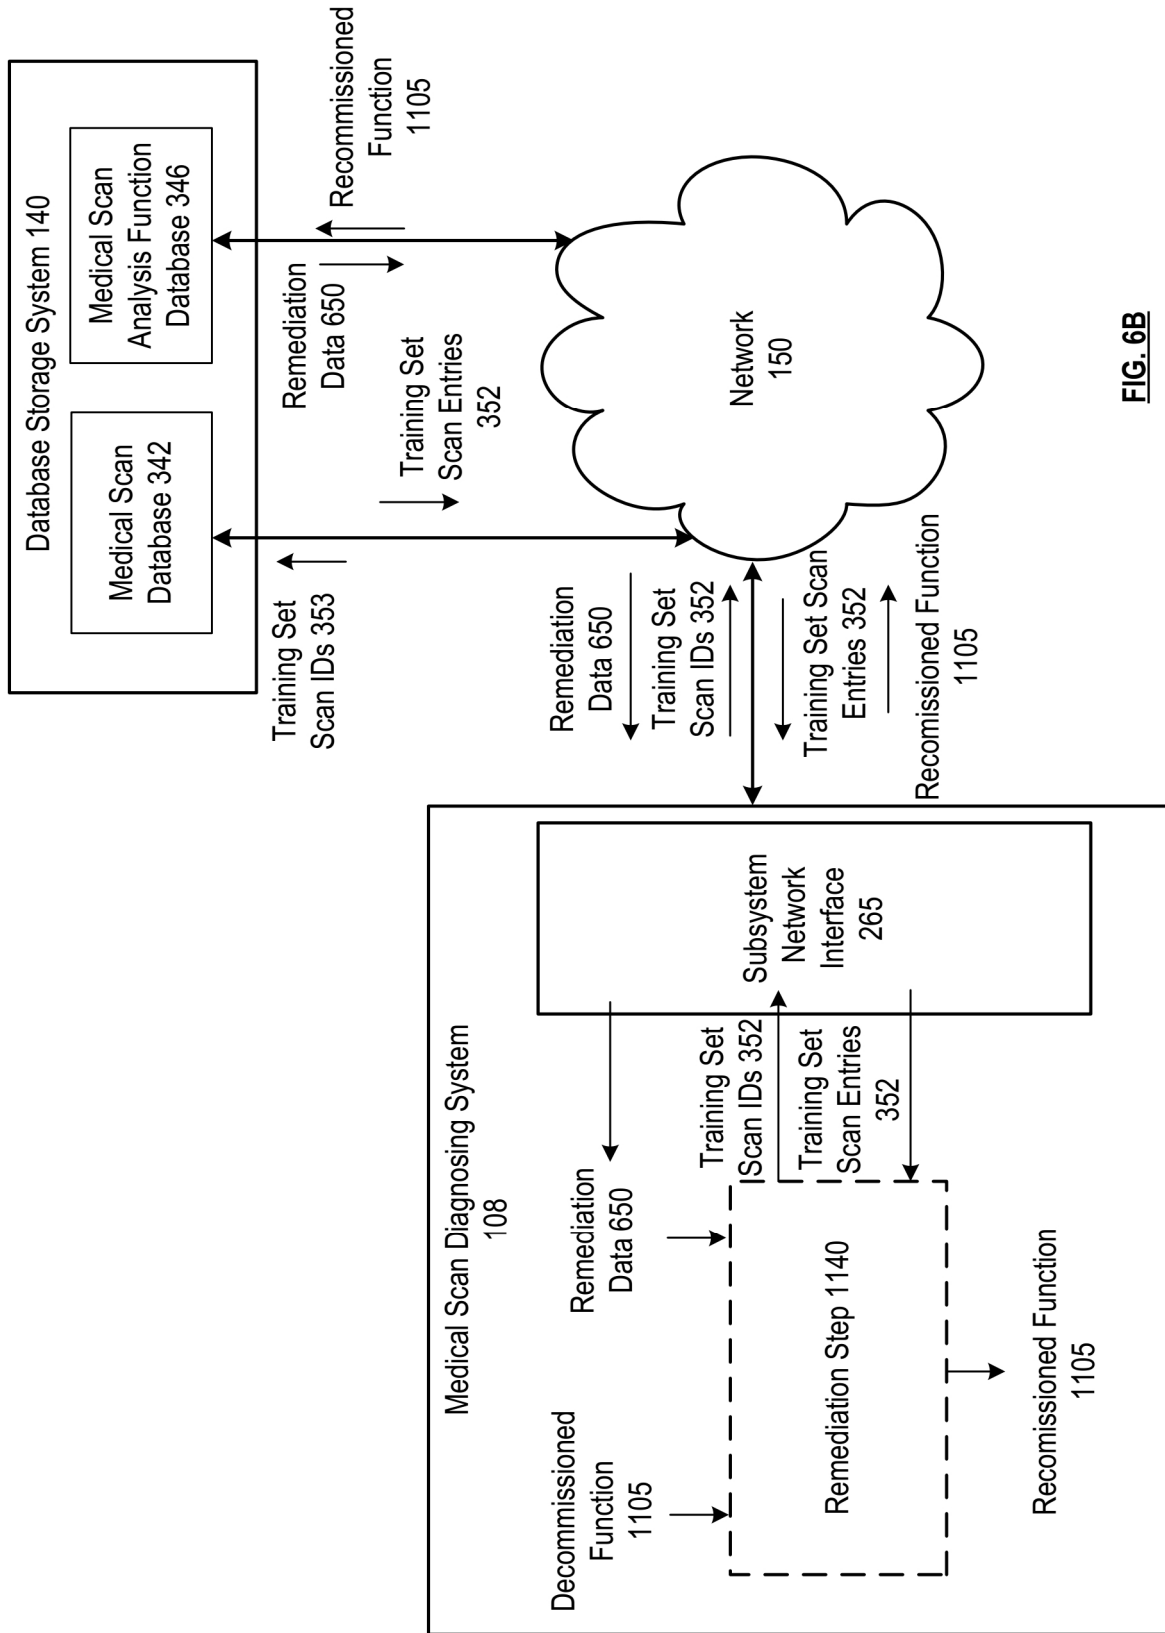 Database Storage System 140
Medical Scan
Database 342
Medical Scan
Analysis Function
Database 346
Training Set
Scan IDs 353
Training Set
Scan Entries
352
Remediation
Data 650
Recommissioned
Function
1105
Network
150
Remediation
Data 650
Training Set
Scan IDs 352
Training Set Scan
Entries 352
Recomissioned Function
1105
Medical Scan Diagnosing System
108
Subsystem
Network
Interface
265
Decommissioned
Function
1105
Remediation
Data 650
Training Set
Scan IDs 352
Training Set
Scan Entries
352
Remediation Step 1140
Recomissioned Function
1105
FIG. 6B